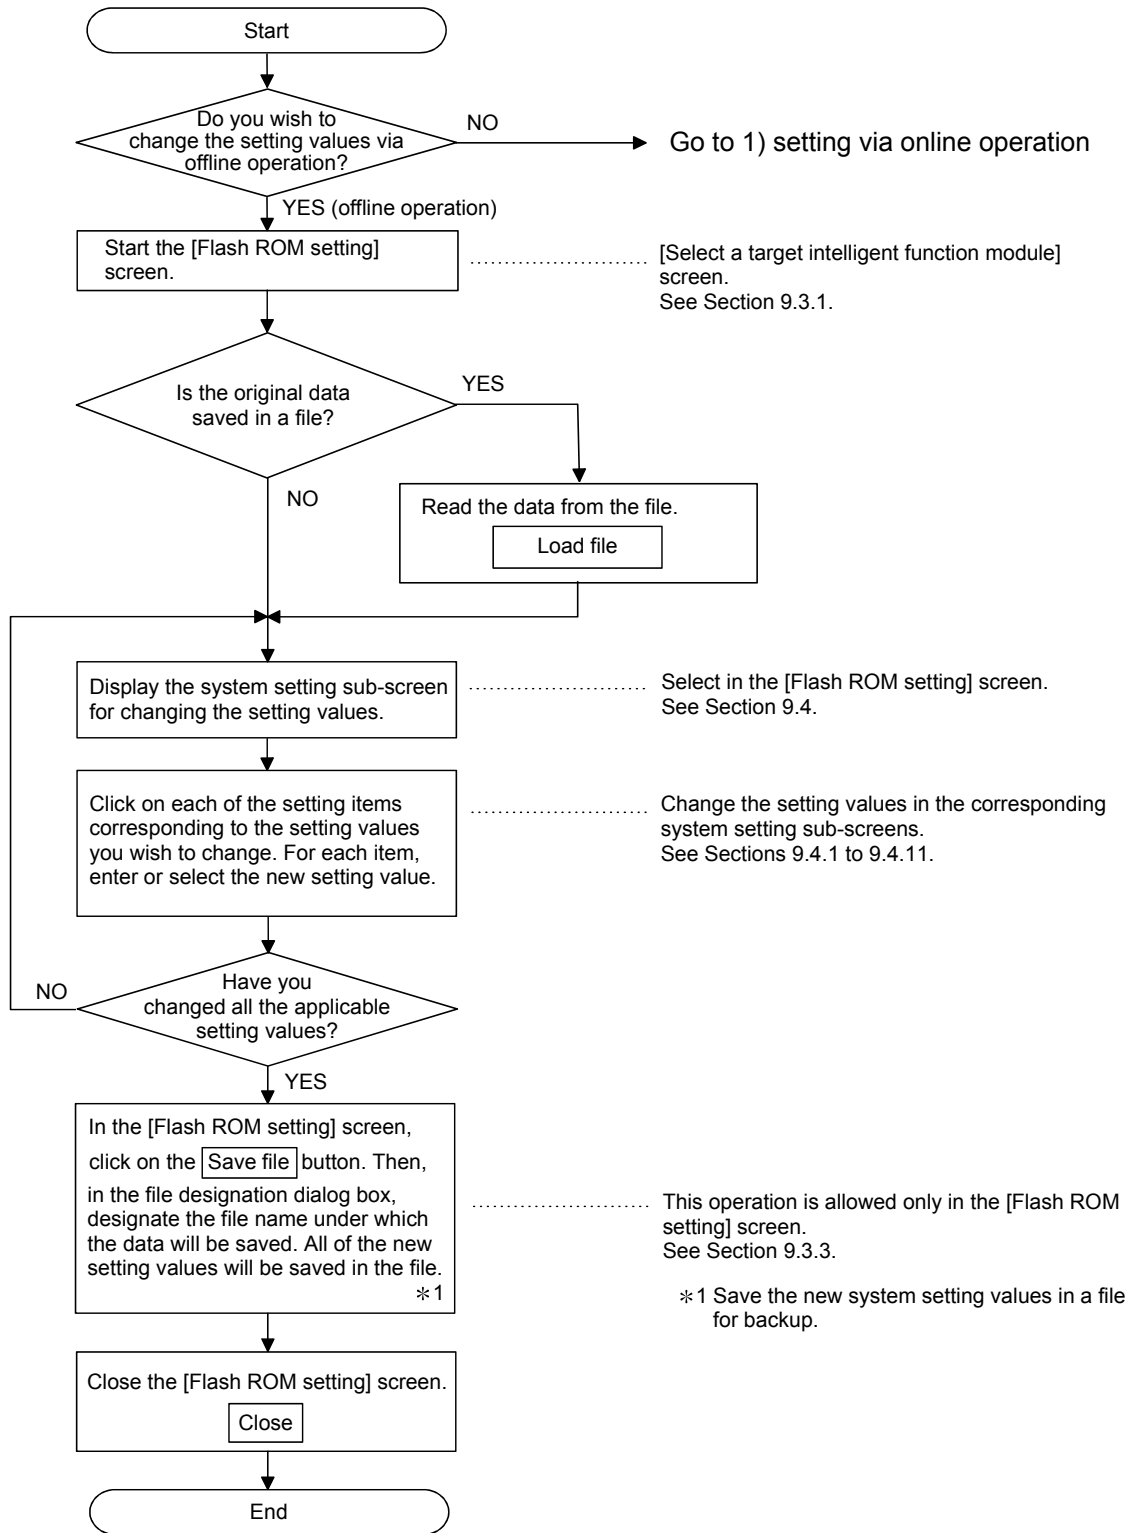 Start
Do you wish to
change the setting values via
offline operation?
NO
Go to 1) setting via online operation
YES (offline operation)
Start the [Flash ROM setting]
screen.
[Select a target intelligent function module]
screen.
See Section 9.3.1.
Is the original data
saved in a file?
YES
NO
Read the data from the file.
Load file
Display the system setting sub-screen
for changing the setting values.
Select in the [Flash ROM setting] screen.
See Section 9.4.
Click on each of the setting items
corresponding to the setting values
you wish to change. For each item,
enter or select the new setting value.
Change the setting values in the corresponding
system setting sub-screens.
See Sections 9.4.1 to 9.4.11.
Have you
changed all the applicable
setting values?
NO
YES
In the [Flash ROM setting] screen,
click on the Save file button. Then,
in the file designation dialog box,
designate the file name under which
the data will be saved. All of the new
setting values will be saved in the file.
*1
This operation is allowed only in the [Flash ROM
setting] screen.
See Section 9.3.3.
*1 Save the new system setting values in a file
for backup.
Close the [Flash ROM setting] screen.
Close
End